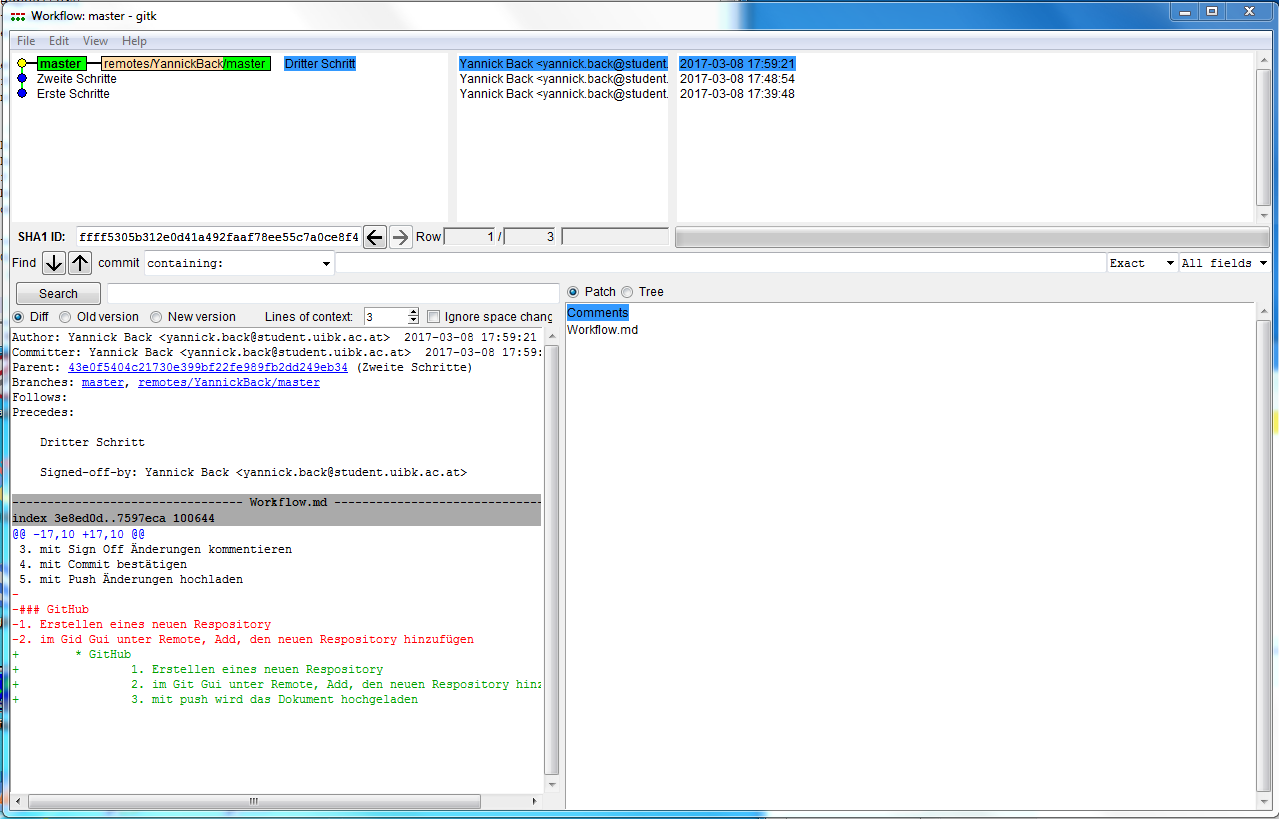 Workflow: master - gitk
File Edit View Help
master remotes/YannickBack/master Dritter Schritt Yannick Back <yannick.back@student. 2017-03-08 17:59:21
Zweite Schritte Yannick Back <yannick.back@student. 2017-03-08 17:48:54
Erste Schritte Yannick Back <yannick.back@student. 2017-03-08 17:39:48
SHA1 ID: ffff5305b312e0d41a492faaf78ee55c7a0ce8f4 Row 1 / 3
Find commit containing: Exact All fields
Search Patch Tree
Diff Old version New version Lines of context: 3 Ignore space chang
Comments
Workflow.md
Author: Yannick Back <yannick.back@student.uibk.ac.at> 2017-03-08 17:59:21
Committer: Yannick Back <yannick.back@student.uibk.ac.at> 2017-03-08 17:59:
Parent: 43e0f5404c21730e399bf22fe989fb2dd249eb34 (Zweite Schritte)
Branches: master, remotes/YannickBack/master
Follows:
Precedes:
Dritter Schritt
Signed-off-by: Yannick Back <yannick.back@student.uibk.ac.at>
--------------------------------- Workflow.md ------------------------------
index 3e8ed0d..7597eca 100644
@@ -17,10 +17,10 @@
3. mit Sign Off Änderungen kommentieren
4. mit Commit bestätigen
5. mit Push Änderungen hochladen
-
-### GitHub
-1. Erstellen eines neuen Respository
-2. im Gid Gui unter Remote, Add, den neuen Respository hinzufügen
+ * GitHub
+ 1. Erstellen eines neuen Respository
+ 2. im Git Gui unter Remote, Add, den neuen Respository hinz
+ 3. mit push wird das Dokument hochgeladen